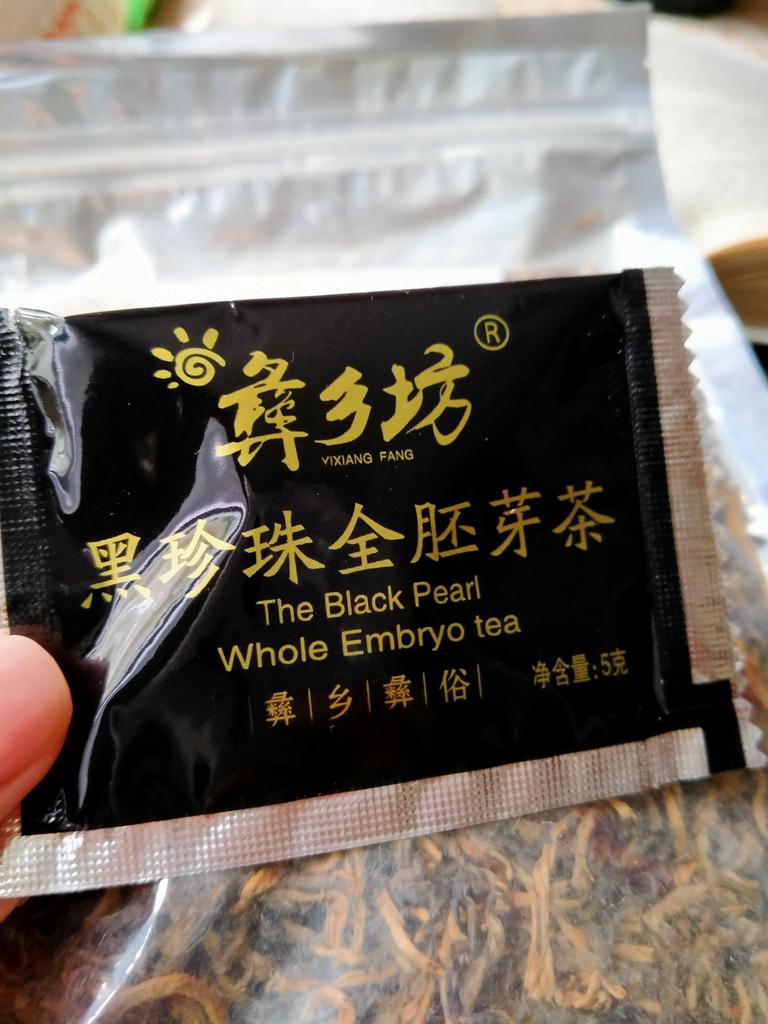 彝乡坊®
YIXIANG FANG
黑珍珠全胚芽茶
The Black Pearl
Whole Embryo tea
彝|乡|彝|俗|
净含量:5克